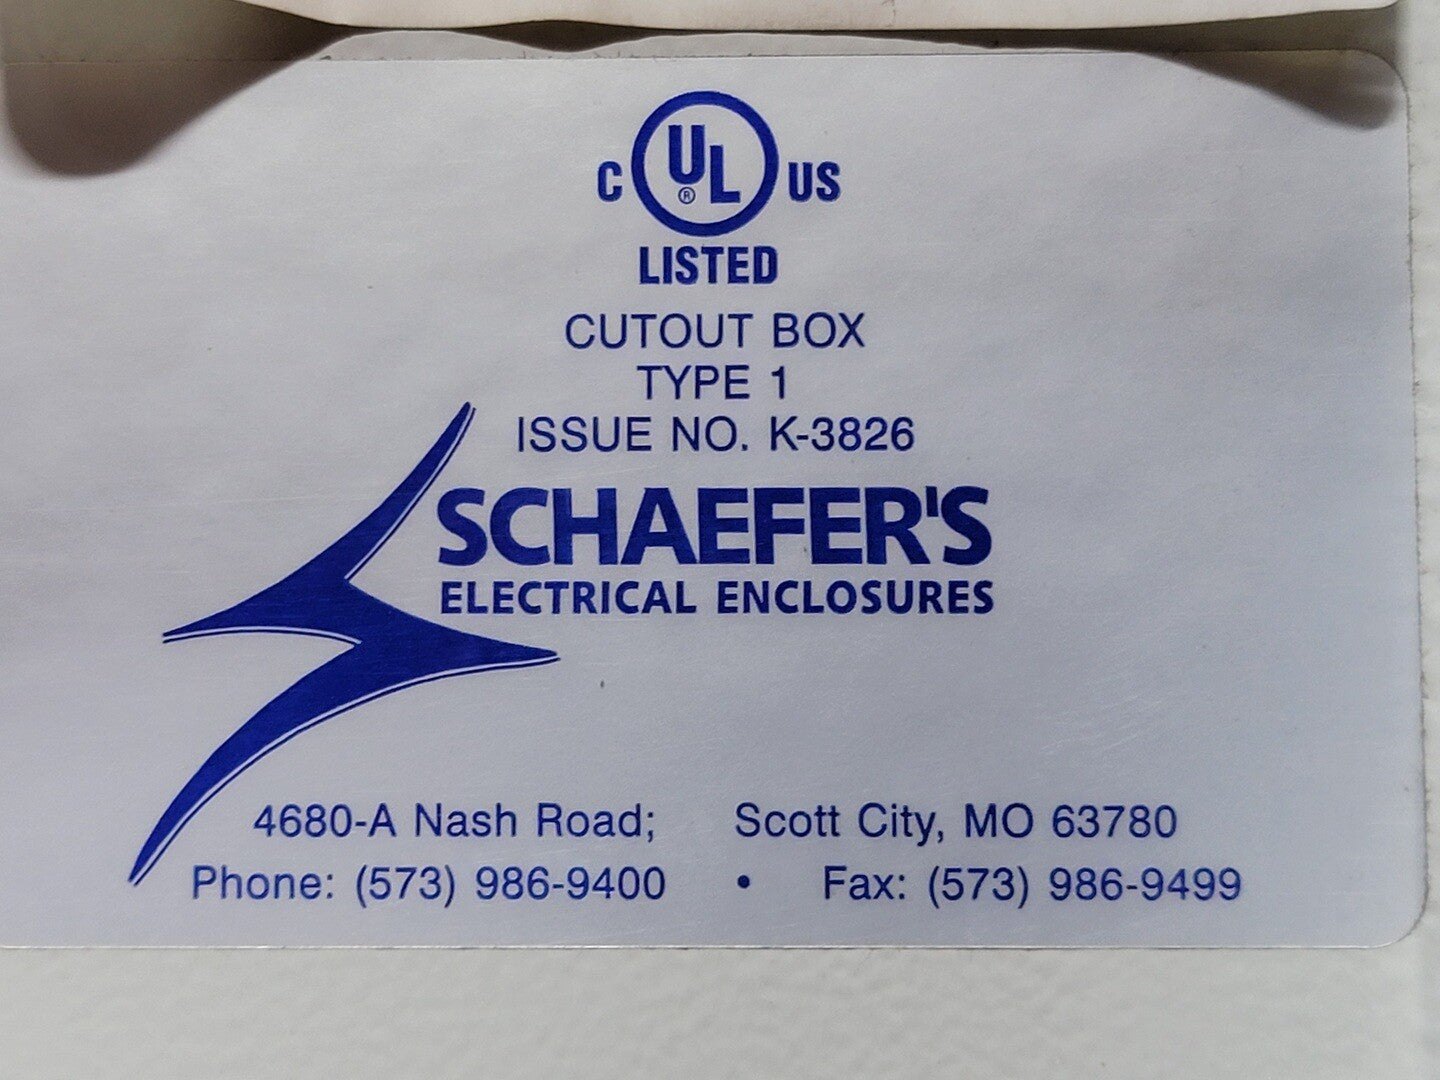 C UL® US
LISTED
CUTOUT BOX
TYPE 1
ISSUE NO. K-3826
SCHAEFER'S
ELECTRICAL ENCLOSURES
4680-A Nash Road; Scott City, MO 63780
Phone: (573) 986-9400 • Fax: (573) 986-9499